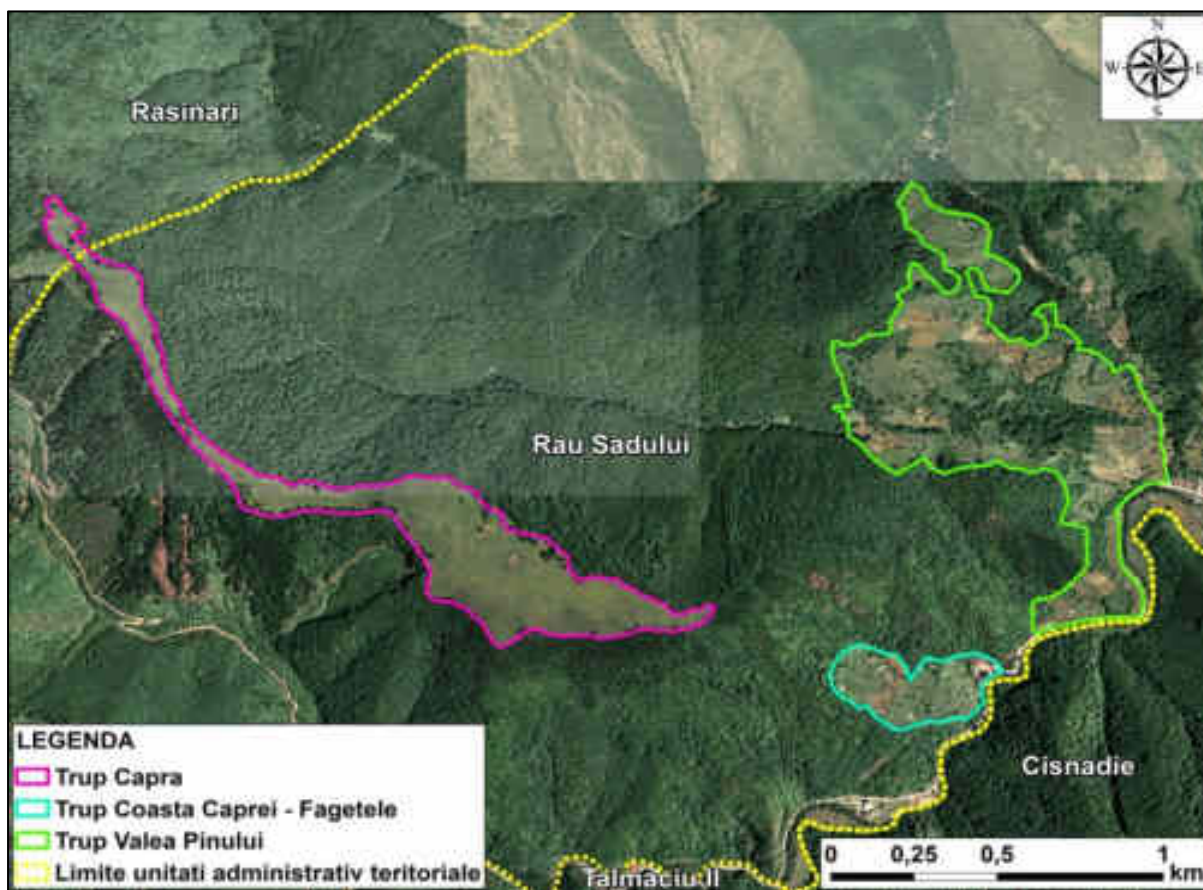 N
W E
S
Rasinari
Rau Sadului
Cisnadie
Talmaciu II
LEGENDA
Trup Capra
Trup Coasta Caprei - Fagetele
Trup Valea Pinului
Limite unitati administrativ teritoriale
0 0,25 0,5 1
km